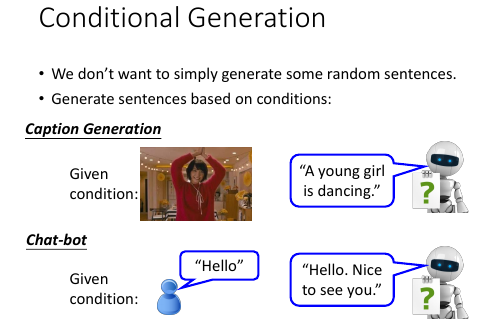 Conditional Generation
• We don't want to simply generate some random sentences.
• Generate sentences based on conditions:
Caption Generation
Given
condition:
“A young girl
is dancing.”
?
Chat-bot
“Hello”
Given
condition:
“Hello. Nice
to see you.”
?